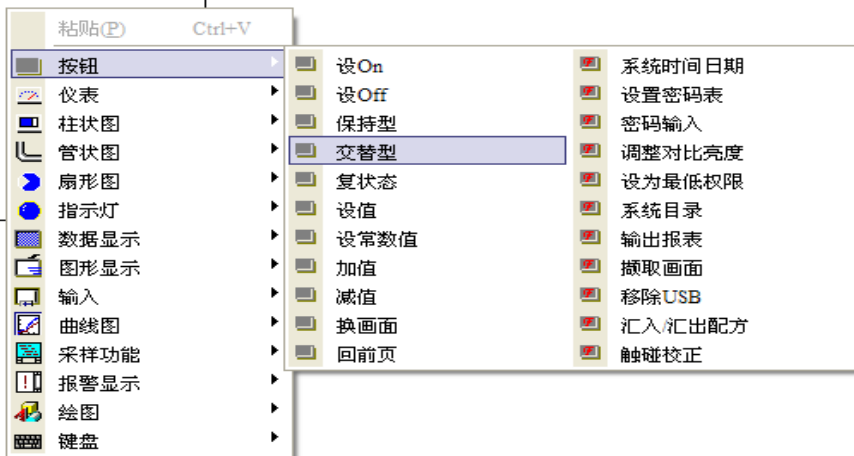 粘贴(P) Ctrl+V
按钮
仪表
柱状图
管状图
扇形图
指示灯
数据显示
图形显示
输入
曲线图
采样功能
报警显示
绘图
键盘
设On
设Off
保持型
交替型
复状态
设值
设常数值
加值
减值
换画面
回前页
系统时间日期
设置密码表
密码输入
调整对比亮度
设为最低权限
系统目录
输出报表
撷取画面
移除USB
汇入/汇出配方
触碰校正